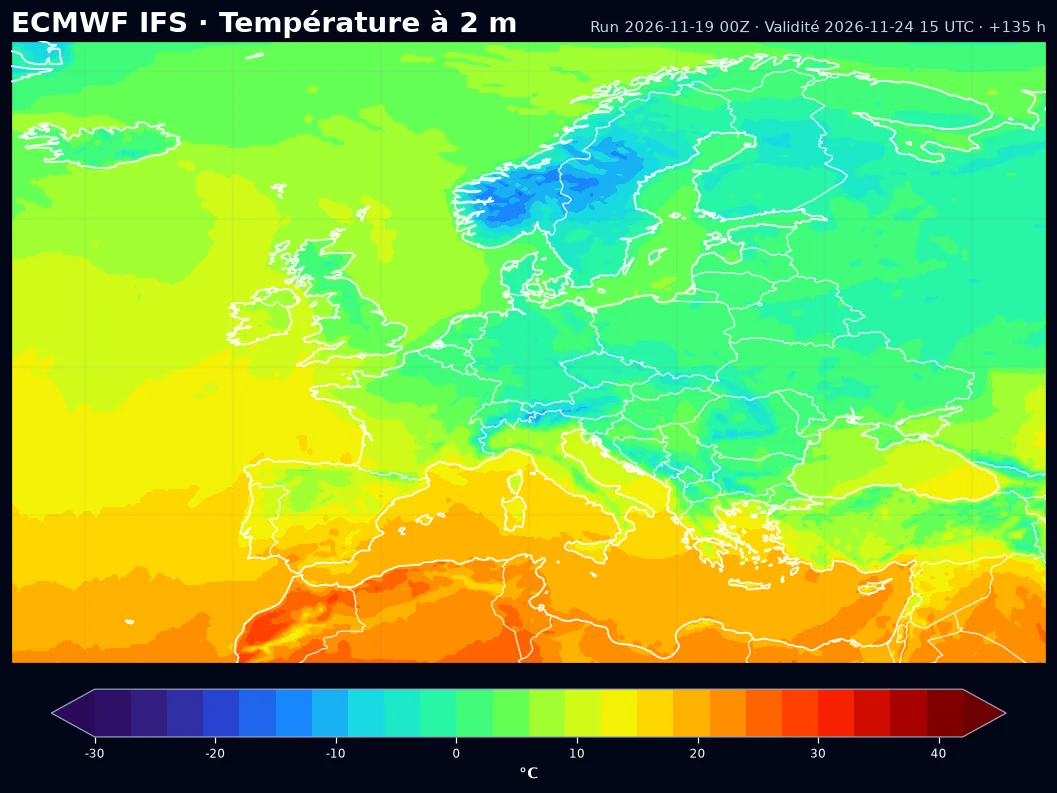 ECMWF IFS · Température à 2 m
Run 2026-11-19 00Z · Validité 2026-11-24 15 UTC · +135 h
-30 -20 -10 0 10 20 30 40
°C